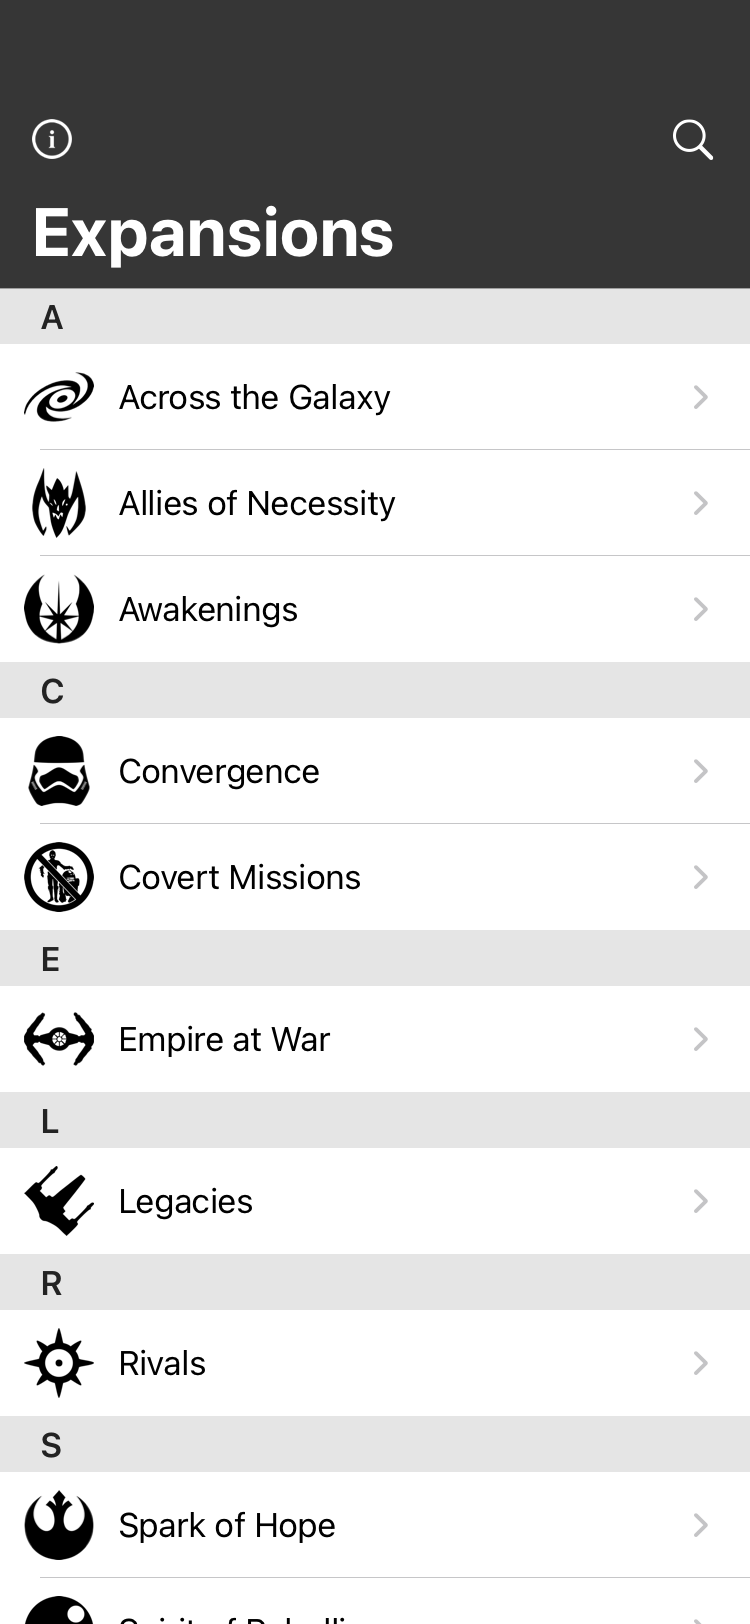 Expansions
A
Across the Galaxy
Allies of Necessity
Awakenings
C
Convergence
Covert Missions
E
Empire at War
L
Legacies
R
Rivals
S
Spark of Hope